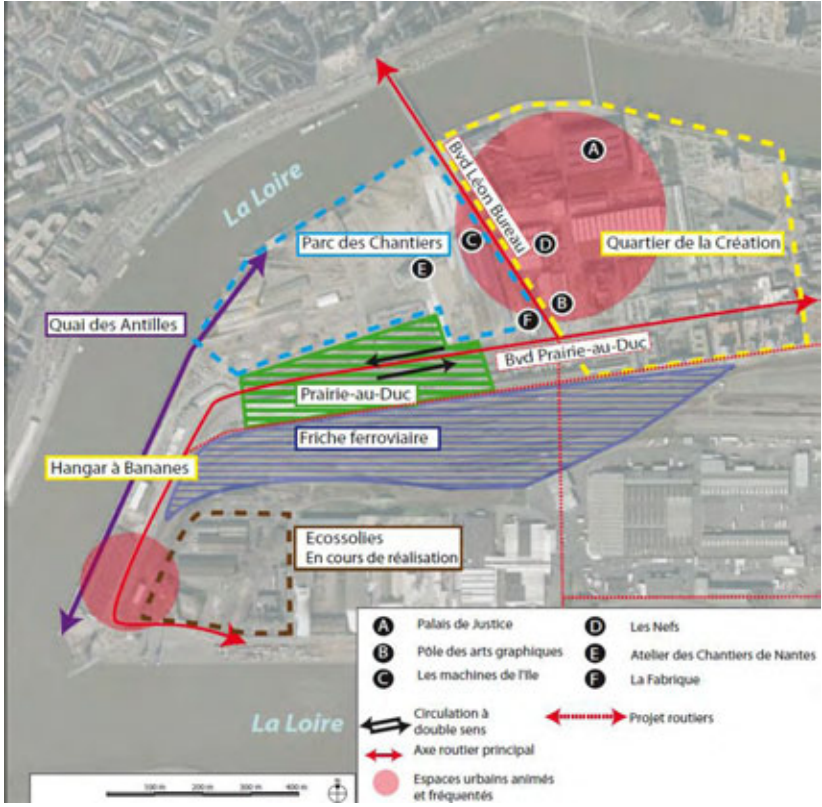 La Loire
Bvd Léon Bureau
A
Parc des Chantiers
C
D
Quartier de la Création
E
B
Quai des Antilles
F
Bvd Prairie-au-Duc
Prairie-au-Duc
Friche ferroviaire
Hangar à Bananes
Ecossolies
En cours de réalisation
La Loire
A Palais de Justice
B Pôle des arts graphiques
C Les machines de l'Ile
D Les Nefs
E Atelier des Chantiers de Nantes
F La Fabrique
Circulation à
double sens
Projet routiers
Axe routier principal
Espaces urbains animés
et fréquentés
100 m 200 m 300 m 400 m